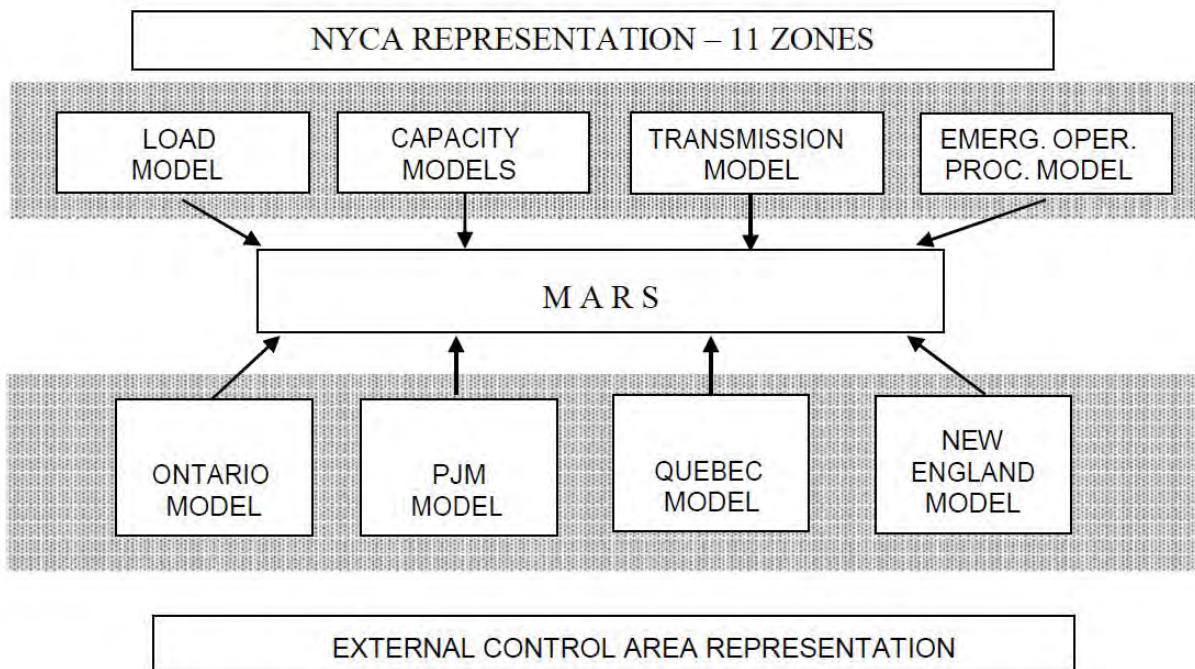 NYCA REPRESENTATION – 11 ZONES
LOAD
MODEL
CAPACITY
MODELS
TRANSMISSION
MODEL
EMERG. OPER.
PROC. MODEL
M A R S
ONTARIO
MODEL
PJM
MODEL
QUEBEC
MODEL
NEW
ENGLAND
MODEL
EXTERNAL CONTROL AREA REPRESENTATION